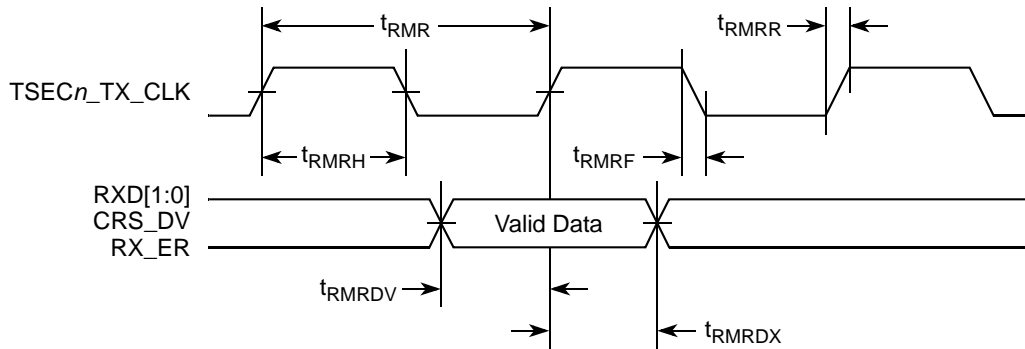 tRMR
tRMRR
TSECn_TX_CLK
tRMRH
tRMRF
RXD[1:0]
CRS_DV
RX_ER
Valid Data
tRMRDV
tRMRDX